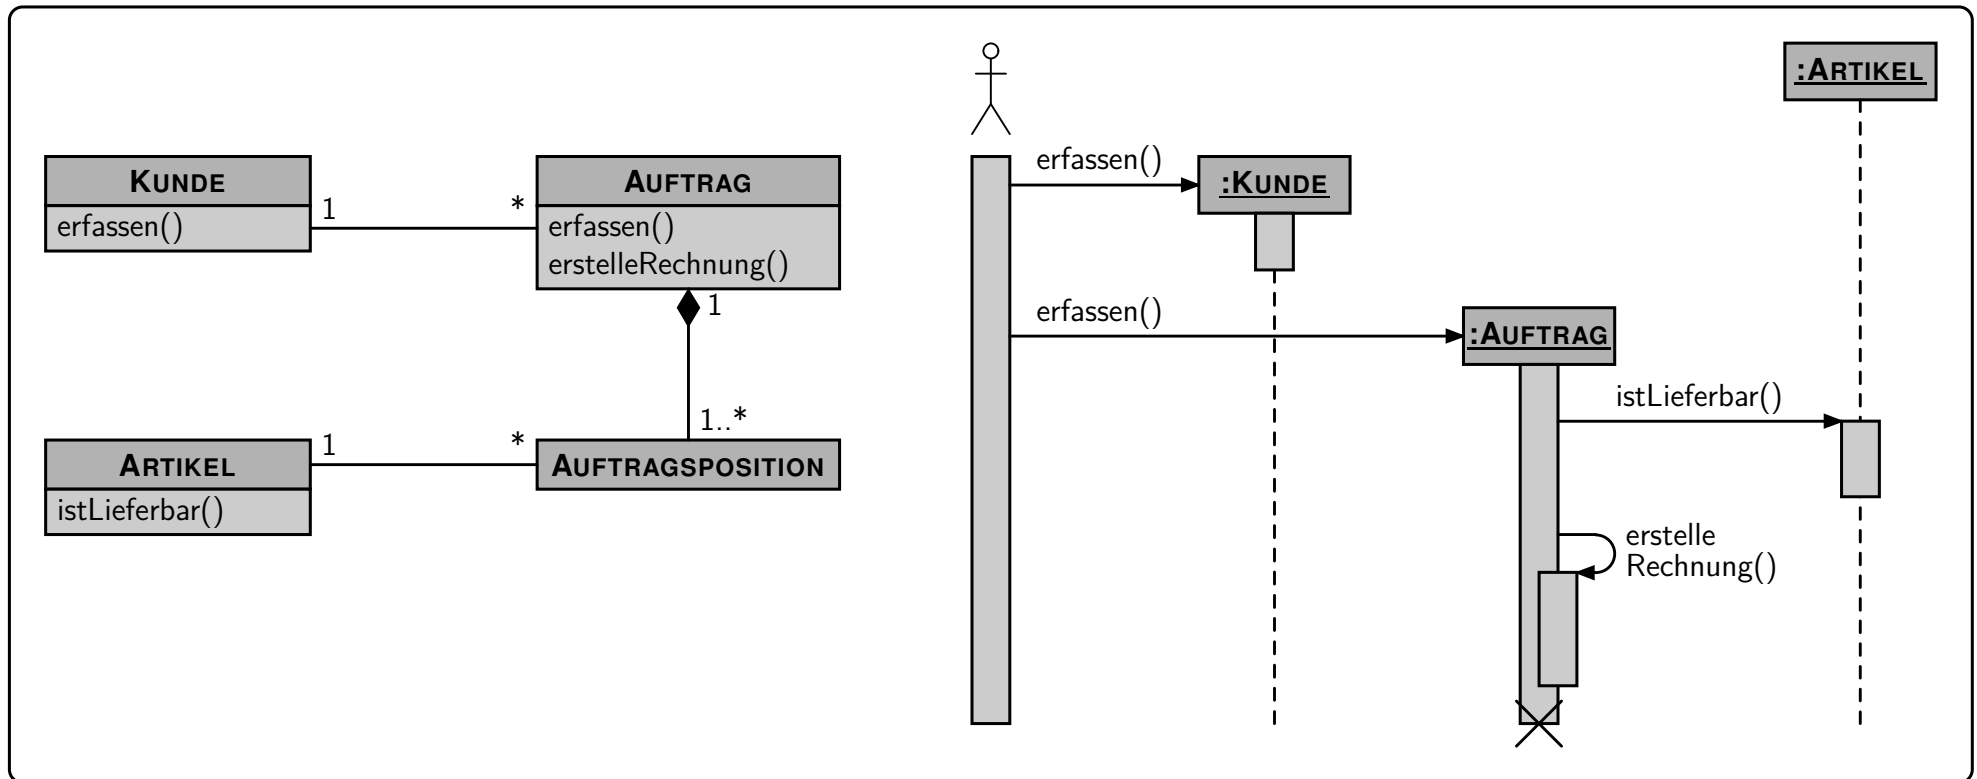 KUNDE
erfassen()
1
*
AUFTRAG
erfassen()
erstelleRechnung()
1
1..*
ARTIKEL
istLieferbar()
1
*
AUFTRAGSPOSITION
:ARTIKEL
erfassen()
:KUNDE
erfassen()
:AUFTRAG
istLieferbar()
erstelle
Rechnung()